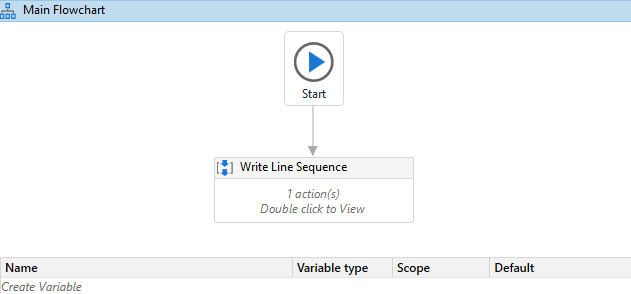 Main Flowchart
Start
Write Line Sequence
1 action(s)
Double click to View
Name Variable type Scope Default
Create Variable